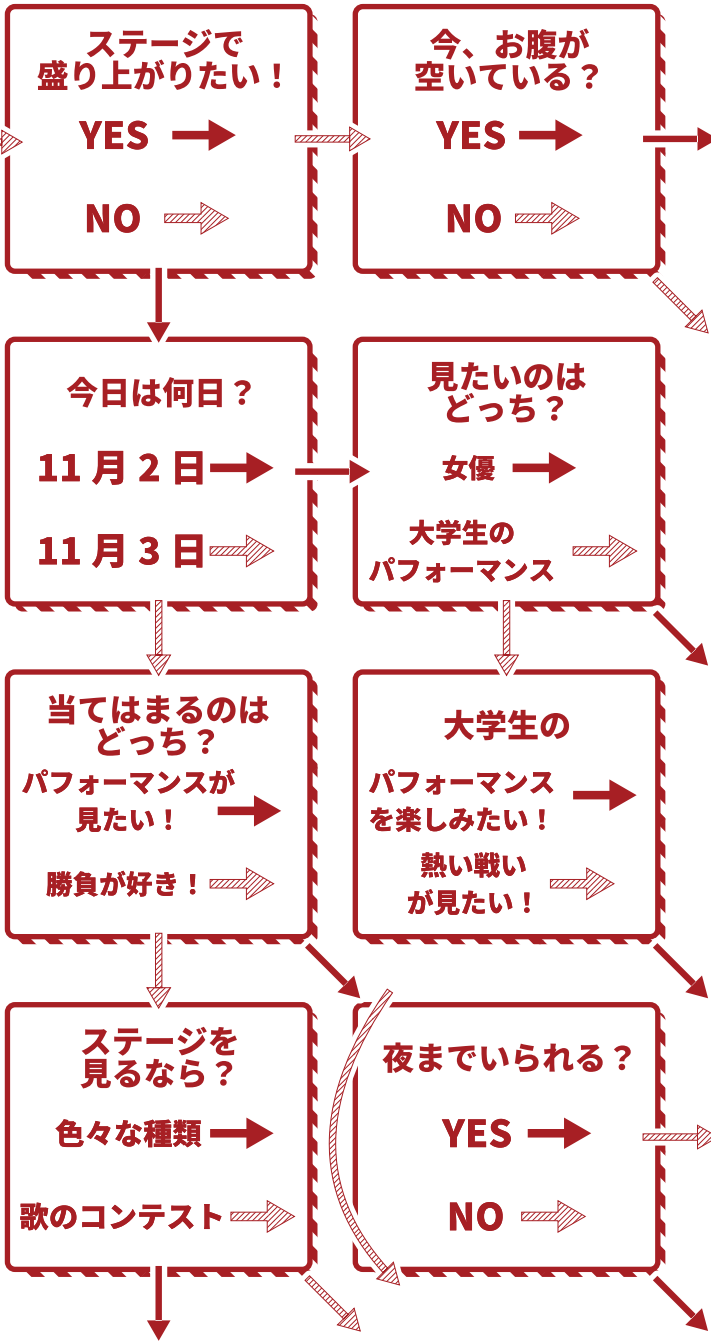 ステージで
盛り上がりたい！
YES
NO
今、お腹が
空いている？
YES
NO
今日は何日？
11月2日
11月3日
見たいのは
どっち？
女優
大学生の
パフォーマンス
当てはまるのは
どっち？
パフォーマンスが
見たい！
勝負が好き！
大学生の
パフォーマンス
を楽しみたい！
熱い戦い
が見たい！
ステージを
見るなら？
色々な種類
歌のコンテスト
夜までいられる？
YES
NO